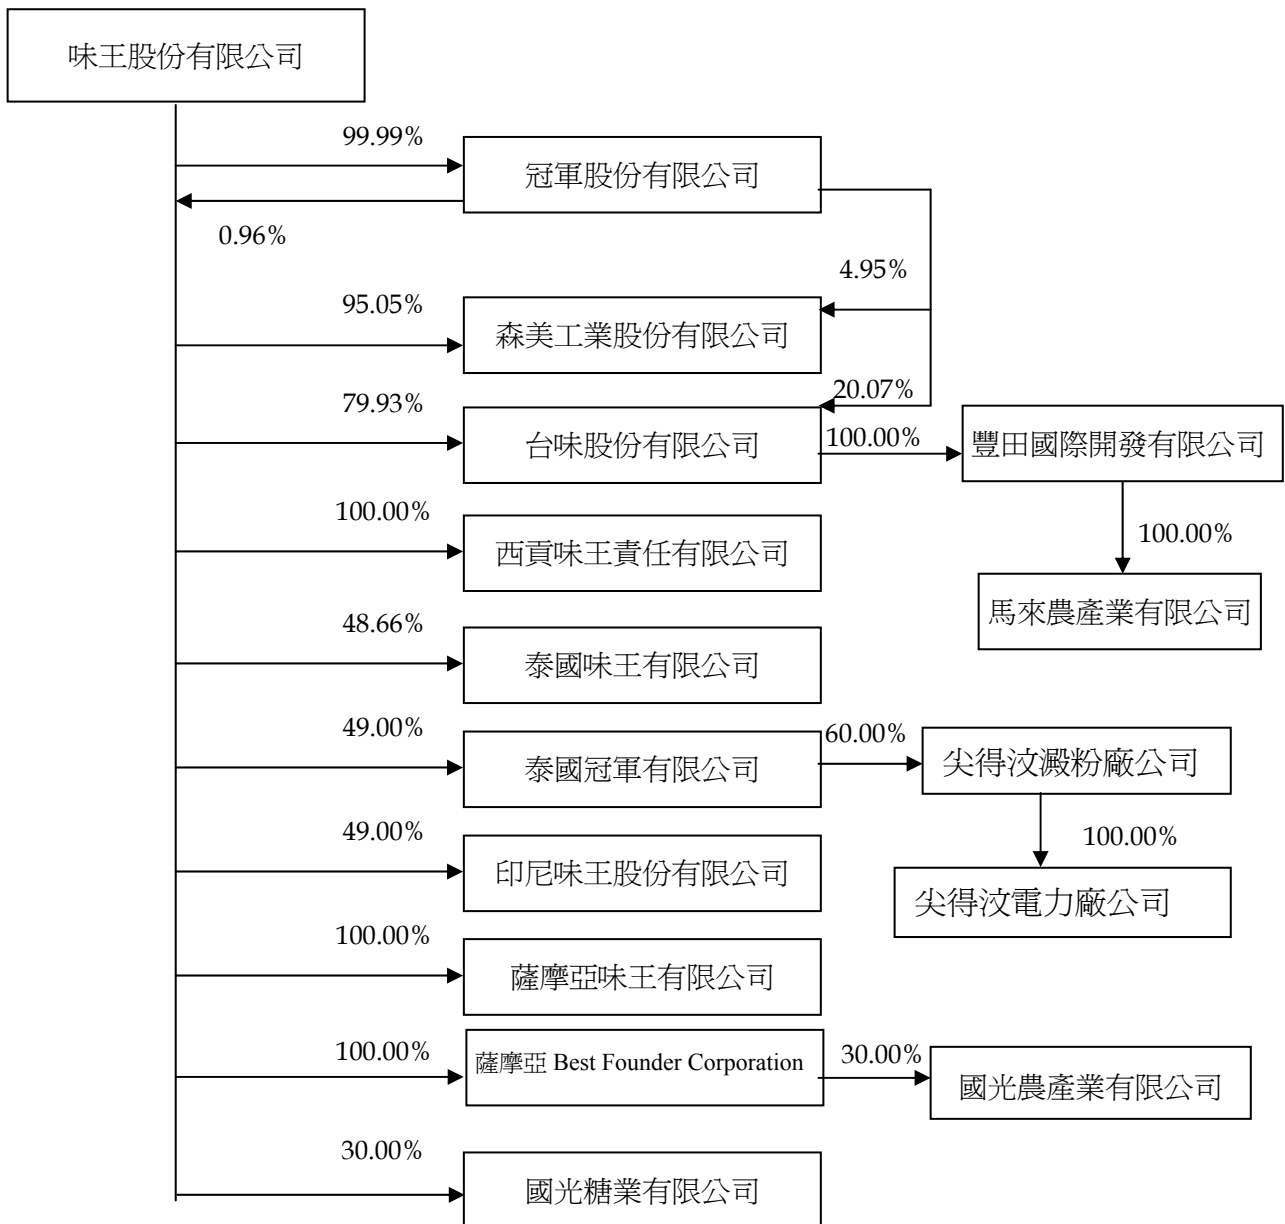 味王股份有限公司
99.99%
冠軍股份有限公司
0.96%
4.95%
95.05%
森美工業股份有限公司
20.07%
79.93%
台味股份有限公司
100.00%
豐田國際開發有限公司
100.00%
馬來農產業有限公司
100.00%
西貢味王責任有限公司
48.66%
泰國味王有限公司
49.00%
泰國冠軍有限公司
60.00%
尖得汶澱粉廠公司
100.00%
尖得汶電力廠公司
49.00%
印尼味王股份有限公司
100.00%
薩摩亞味王有限公司
100.00%
薩摩亞 Best Founder Corporation
30.00%
國光農產業有限公司
30.00%
國光糖業有限公司